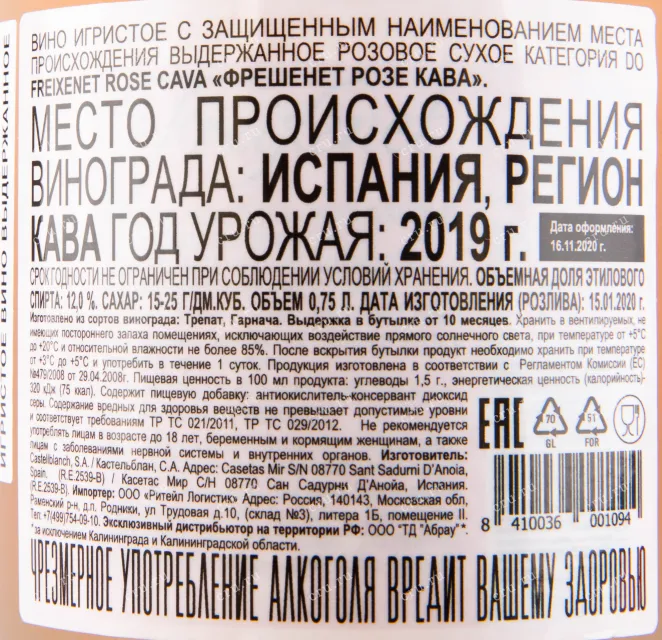 ВИНО ИГРИСТОЕ С ЗАЩИЩЕННЫМ НАИМЕНОВАНИЕМ МЕСТА
ПРОИСХОЖДЕНИЯ ВЫДЕРЖАННОЕ РОЗОВОЕ СУХОЕ КАТЕГОРИЯ DO
FREIXENET ROSE CAVA «ФРЕШЕНЕТ РОЗЕ КАВА».
МЕСТО ПРОИСХОЖДЕНИЯ
ВИНОГРАДА: ИСПАНИЯ, РЕГИОН
КАВА ГОД УРОЖАЯ: 2019 г.
Дата оформления:
16.11.2020 г.
СРОК ГОДНОСТИ НЕ ОГРАНИЧЕН ПРИ СОБЛЮДЕНИИ УСЛОВИЙ ХРАНЕНИЯ. ОБЪЕМНАЯ ДОЛЯ ЭТИЛОВОГО
СПИРТА: 12.0 %. САХАР: 15-25 Г/ДМ.КУБ. ОБЪЕМ 0,75 Л. ДАТА ИЗГОТОВЛЕНИЯ (РОЗЛИВА): 15.01.2020 г.
Изготовлено из сортов винограда: Трепат, Гарнача. Выдержка в бутылке от 10 месяцев. Хранить в вентилируемых, не
имеющих постороннего запаха помещениях, исключающих воздействие прямого солнечного света, при температуре от +5°С
до +20°С и относительной влажности не более 85%. После вскрытия бутылки продукт необходимо хранить при температуре
от +3°С до +5°С и употребить в течение 1 суток. Продукция изготовлена в соответствии с Регламентом Комиссии (ЕС)
№479/2008 от 29.04.2008г. Пищевая ценность в 100 мл продукта: углеводы 1,5 г., энергетическая ценность (калорийность)-
320 кДж (75 ккал). Содержит пищевую добавку: антиокислитель-консервант диоксид
серы. Содержание вредных для здоровья веществ не превышает допустимые уровни
и соответствует требованиям ТР ТС 021/2011, ТР ТС 029/2012. Не рекомендуется
употреблять лицам в возрасте до 18 лет, беременным и кормящим женщинам, а также
лицам с заболеваниями нервной системы и внутренних органов. Изготовитель:
Castellblanch, S.A. / Кастельблан, С.А. Адрес: Casetas Mir S/N 08770 Sant Sadurni D'Anoia,
Spain. (R.E.2539-B) / Касетас Мир С/Н 08770 Сан Садурни Д'Анойа, Испания.
(R.E.2539-B). Импортер: ООО «Ритейл Логистик» Адрес: Россия, 140143, Московская обл,
Раменский р-н, д.п. Родники, ул Трудовая д.10, (склад №3), литера 1Б, помещение II.
Тел: +7(499)754-09-10. Эксклюзивный дистрибьютор на территории РФ: ООО "ТД "Абрау"*.
*за исключением Калининграда и Калининградской области.
EAC
70
GL
51
FOR
8 410036 001094
ЧРЕЗМЕРНОЕ УПОТРЕБЛЕНИЕ АЛКОГОЛЯ ВРЕДИТ ВАШЕМУ ЗДОРОВЬЮ
ИГРИСТОЕ ВИНО ВЫДЕРЖАННОЕ